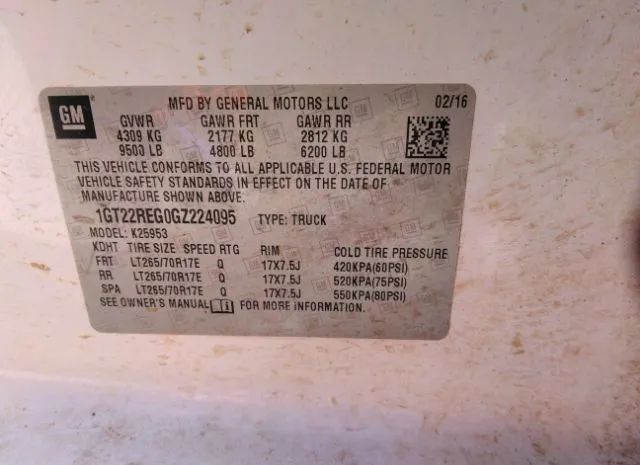 GM
MFD BY GENERAL MOTORS LLC 02/16
GVWR GAWR FRT GAWR RR
4309 KG 2177 KG 2812 KG
9500 LB 4800 LB 6200 LB
THIS VEHICLE CONFORMS TO ALL APPLICABLE U.S. FEDERAL MOTOR
VEHICLE SAFETY STANDARDS IN EFFECT ON THE DATE OF
MANUFACTURE SHOWN ABOVE.
1GT22REG0GZ224095 TYPE: TRUCK
MODEL: K25953
KDHT TIRE SIZE SPEED RTG RIM COLD TIRE PRESSURE
FRT LT265/70R17E Q 17X7.5J 420KPA(60PSI)
RR LT265/70R17E Q 17X7.5J 520KPA(75PSI)
SPA LT265/70R17E Q 17X7.5J 550KPA(80PSI)
SEE OWNER'S MANUAL FOR MORE INFORMATION.